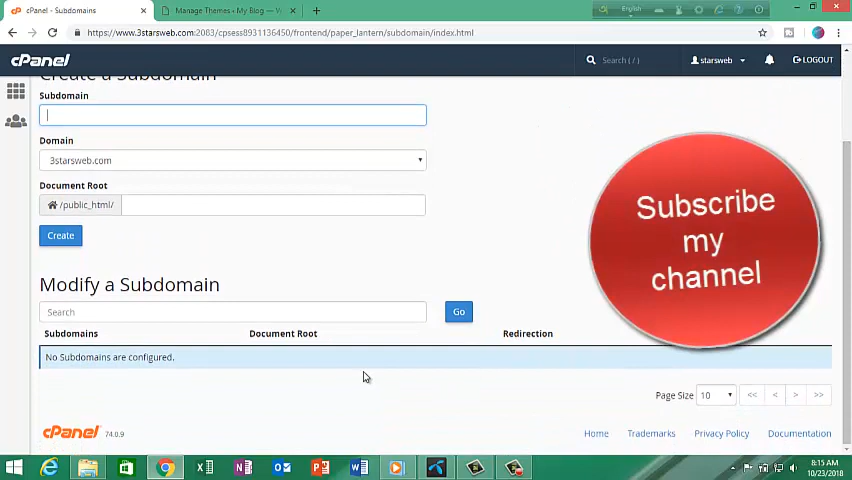 cPanel - Subdomains
Manage Themes ‹ My Blog — W
English
https://www.3starsweb.com:2083/cpsess8931136450/frontend/paper_lantern/subdomain/index.html
cPanel
Search ( / )
starsweb
LOGOUT
Create a Subdomain
Subdomain
Domain
3starsweb.com
Document Root
/public_html/
Create
Subscribe
my
channel
Modify a Subdomain
Search
Go
Subdomains
Document Root
Redirection
No Subdomains are configured.
Page Size
10
<<
<
>
>>
cPanel
74.0.9
Home
Trademarks
Privacy Policy
Documentation
8:15 AM
10/23/2018